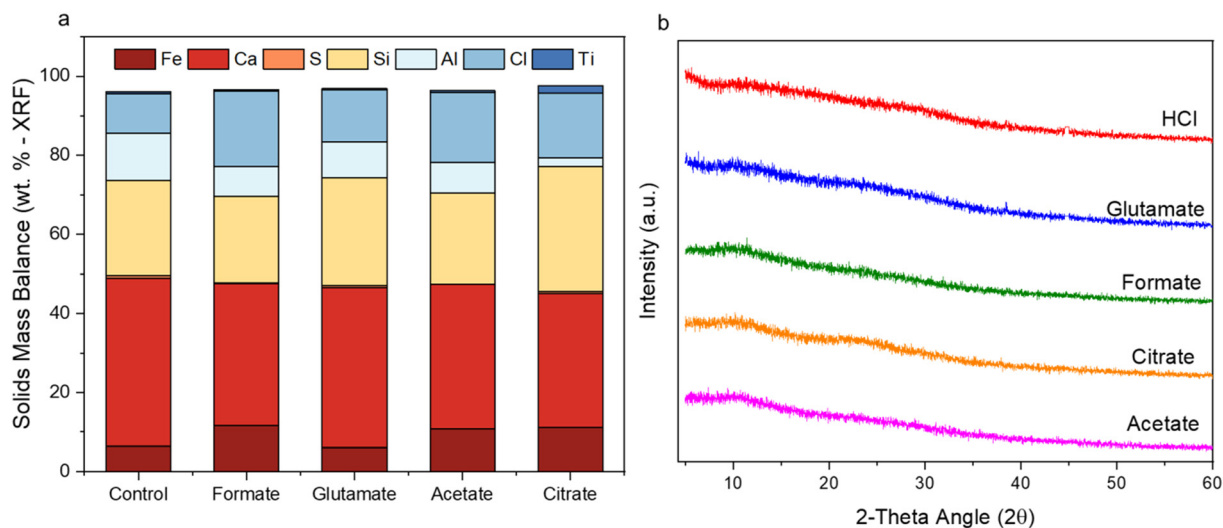 a
Fe Ca S Si Al Cl Ti
Solids Mass Balance (wt. % - XRF)
100
80
60
40
20
0
Control Formate Glutamate Acetate Citrate
b
Intensity (a.u.)
HCl
Glutamate
Formate
Citrate
Acetate
10 20 30 40 50 60
2-Theta Angle (2θ)